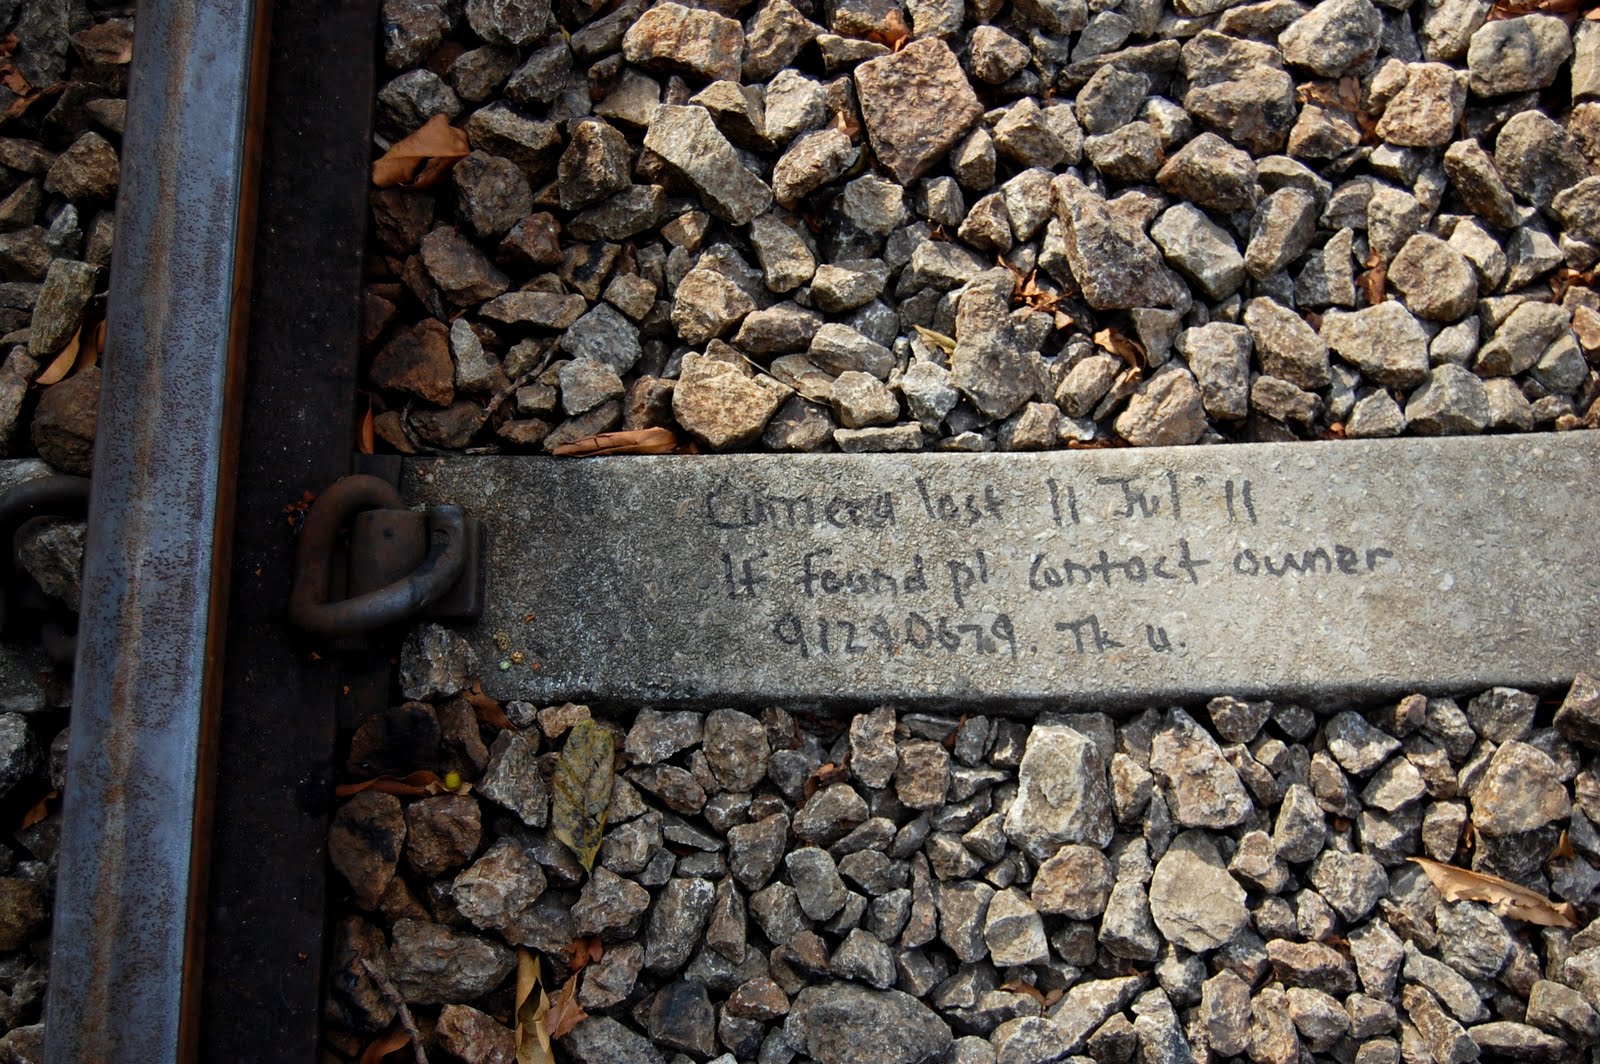 Camera lost 11 Jul '11
If found pl contact owner
91290679. Tk u.